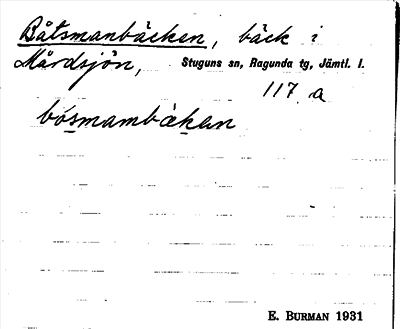 Båtsmanbäcken, bäck i
Mårdsjön, Stuguns sn, Ragunda tg, Jämtl. l.
117 a
bósmambäkan
E. BURMAN 1931